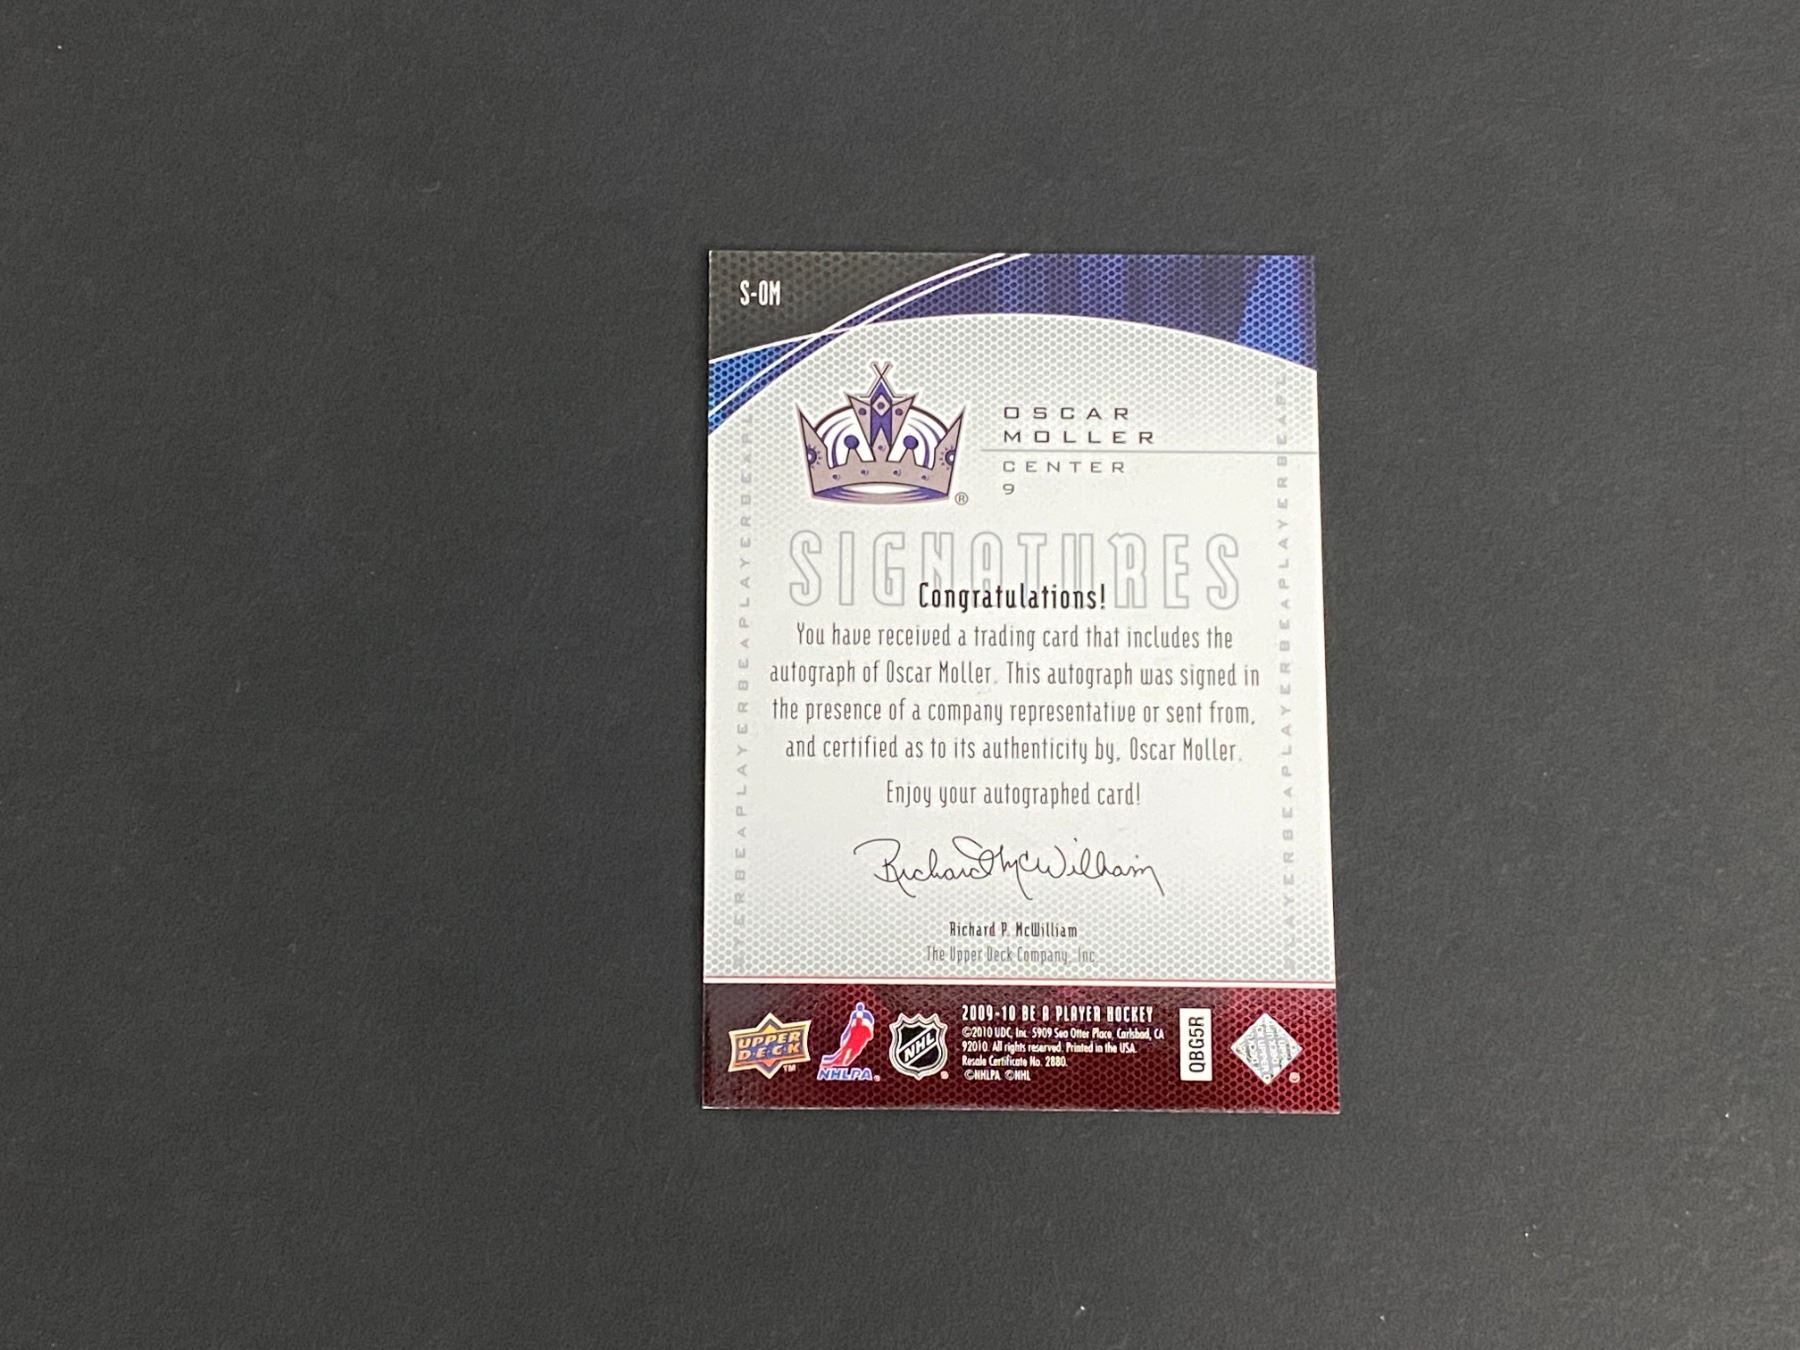 S-OM
OSCAR
MOLLER
CENTER
9
SIGNATURES
Congratulations!
You have received a trading card that includes the
autograph of Oscar Moller. This autograph was signed in
the presence of a company representative or sent from,
and certified as to its authenticity by, Oscar Moller.
Enjoy your autographed card!
Richard McWilliam
Richard P. McWilliam
The Upper Deck Company, Inc.
UPPER
DECK
TM
NHLPA
NHL
2009-10 BE A PLAYER HOCKEY
©2010 UDC, Inc. 5909 Sea Otter Place, Carlsbad, CA
92010. All rights reserved. Printed in the USA.
Resale Certificate No. 2880.
©NHLPA ©NHL
QBG5R